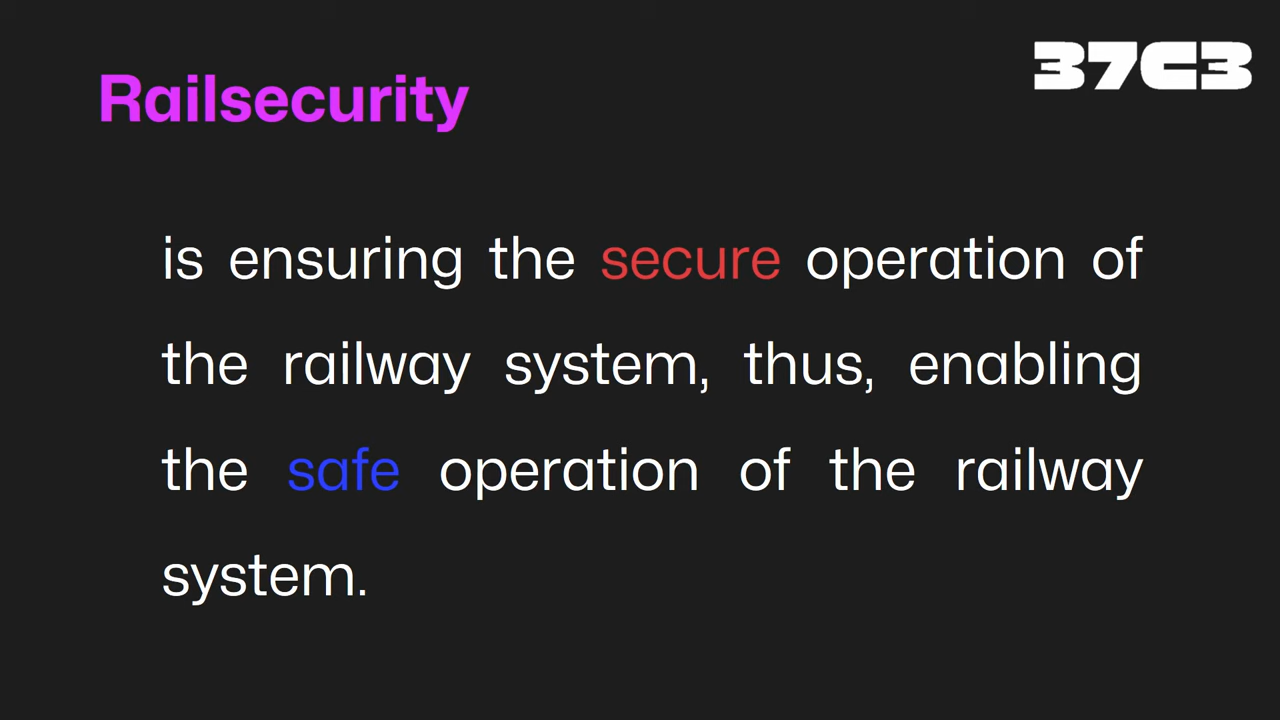 37C3
Railsecurity
is ensuring the secure operation of
the railway system, thus, enabling
the safe operation of the railway
system.